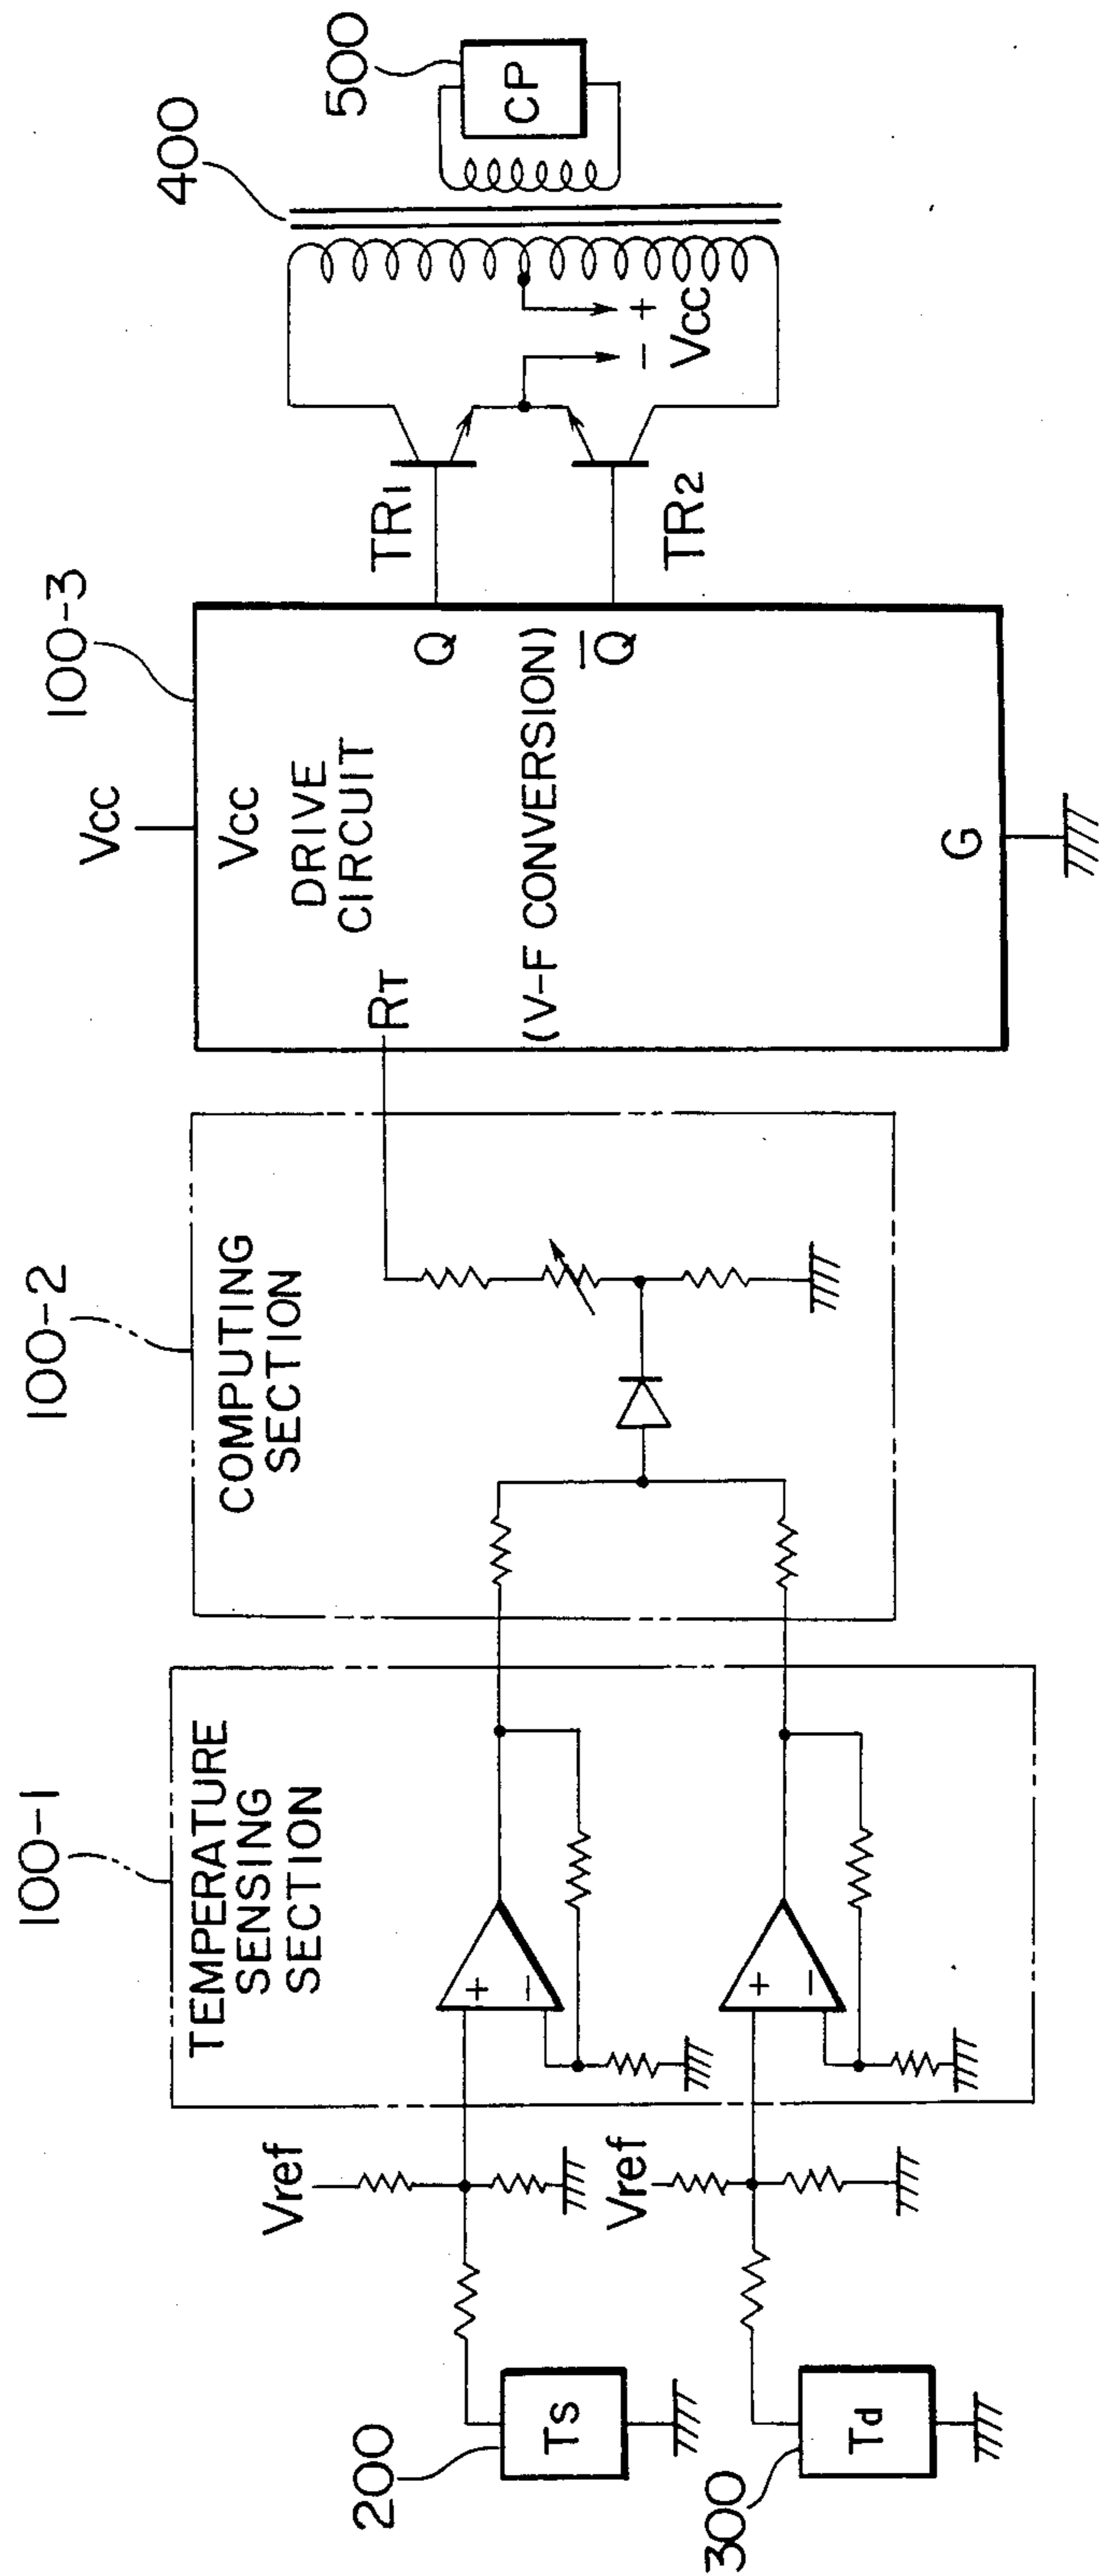 100-1
TEMPERATURE
SENSING
SECTION
Vref
Vref
200
Ts
300
Td
+
−
+
−
100-2
COMPUTING
SECTION
100-3
Vcc
Vcc
DRIVE
CIRCUIT
RT
(V-F CONVERSION)
Q
Q̅
G
TR1
TR2
− +
Vcc
400
500
CP